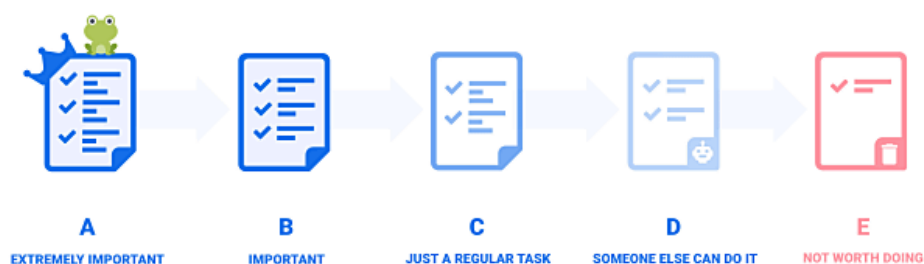 A
B
C
D
E
EXTREMELY IMPORTANT
IMPORTANT
JUST A REGULAR TASK
SOMEONE ELSE CAN DO IT
NOT WORTH DOING